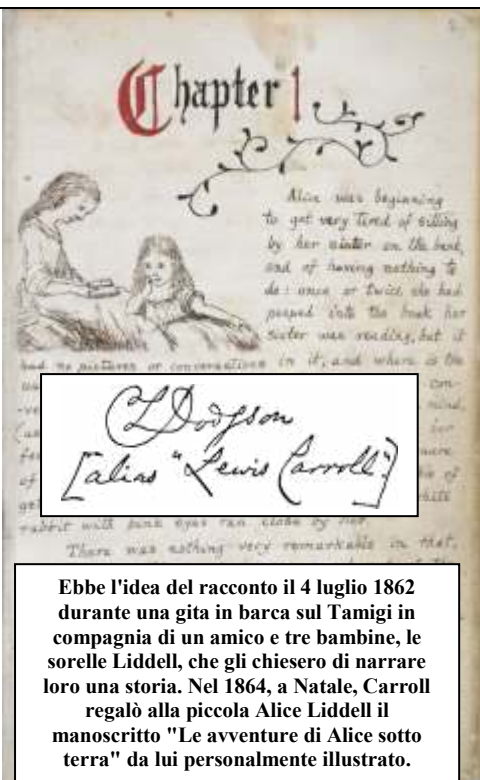 Chapter 1
Alice was beginning
to get very tired of sitting
by her sister on the bank,
and of having nothing to
do: once or twice she had
peeped into the book her
sister was reading, but it
had no pictures or conversations in it, and where is the
con-
mind,
of
CLDodgson
[alias "Lewis Carroll"]
rabbit with pink eyes ran close by her.
There was nothing very remarkable in that,
Ebbe l'idea del racconto il 4 luglio 1862
durante una gita in barca sul Tamigi in
compagnia di un amico e tre bambine, le
sorelle Liddell, che gli chiesero di narrare
loro una storia. Nel 1864, a Natale, Carroll
regalò alla piccola Alice Liddell il
manoscritto "Le avventure di Alice sotto
terra" da lui personalmente illustrato.